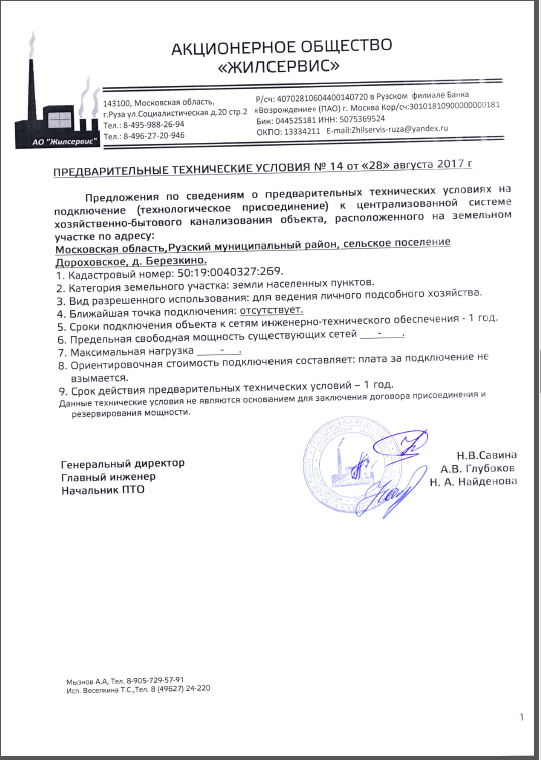 АКЦИОНЕРНОЕ ОБЩЕСТВО
«ЖИЛСЕРВИС»
АО "Жилсервис"
143100, Московская область,
г.Руза ул.Социалистическая д.20 стр.2
Тел.: 8-495-988-26-94
Тел.: 8-496-27-20-946
Р/сч: 40702810604400140720 в Рузском филиале Банка
«Возрождение» (ПАО) г. Москва Кор/сч:30101810900000000181
Бик: 044525181 ИНН: 5075369524
ОКПО: 13334211 E-mail:Zhilservis-ruza@yandex.ru
ПРЕДВАРИТЕЛЬНЫЕ ТЕХНИЧЕСКИЕ УСЛОВИЯ № 14 от «28» августа 2017 г
Предложения по сведениям о предварительных технических условиях на
подключение (технологическое присоединение) к централизованной системе
хозяйственно-бытового канализования объекта, расположенного на земельном
участке по адресу:
Московская область,Рузский муниципальный район, сельское поселение
Дороховское, д. Березкино.
1. Кадастровый номер: 50:19:0040327:269.
2. Категория земельного участка: земли населенных пунктов.
3. Вид разрешенного использования: для ведения личного подсобного хозяйства.
4. Ближайшая точка подключения: отсутствует.
5. Сроки подключения объекта к сетям инженерно-технического обеспечения - 1 год.
6. Предельная свободная мощность существующих сетей ___-___.
7. Максимальная нагрузка ___-___.
8. Ориентировочная стоимость подключения составляет: плата за подключение не
взымается.
9. Срок действия предварительных технических условий – 1 год.
Данные технические условия не являются основанием для заключения договора присоединения и
резервирования мощности.
Генеральный директор Н.В.Савина
Главный инженер А.В. Глубоков
Начальник ПТО Н. А. Найденова
Мызнов А.А, Тел. 8-905-729-57-91
Исп. Веселкина Т.С.,Тел. 8 (49627) 24-220
1